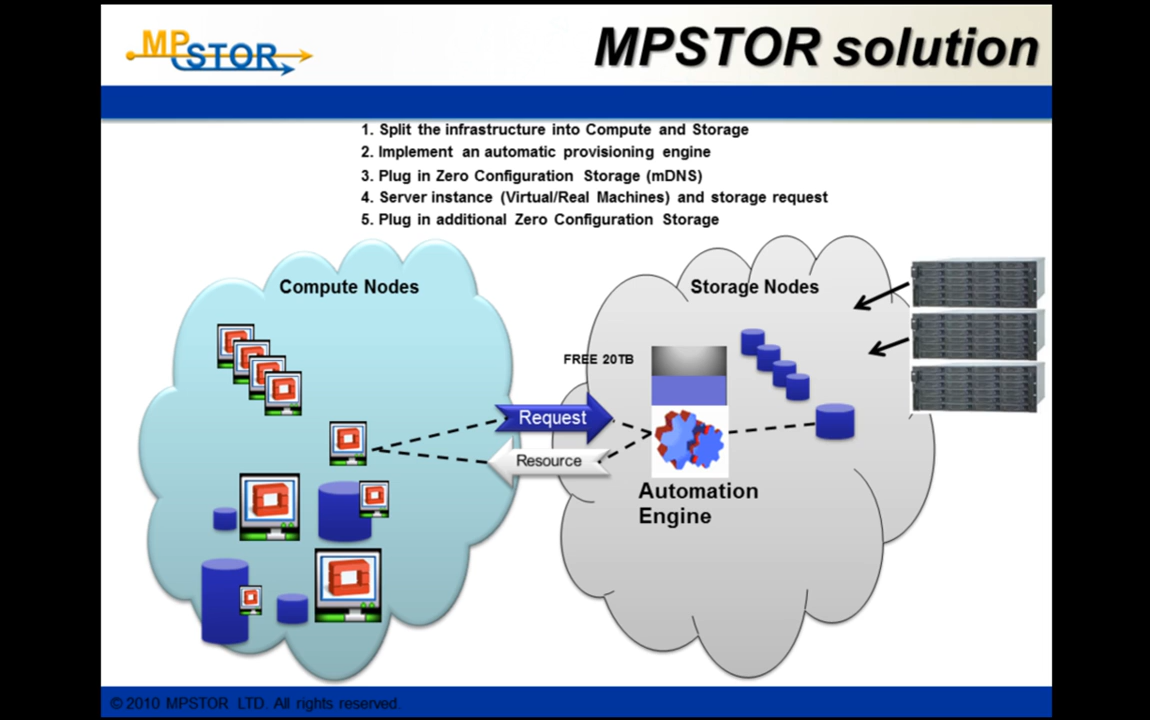 MPSTOR
MPSTOR solution
1. Split the infrastructure into Compute and Storage
2. Implement an automatic provisioning engine
3. Plug in Zero Configuration Storage (mDNS)
4. Server instance (Virtual/Real Machines) and storage request
5. Plug in additional Zero Configuration Storage
Compute Nodes
Storage Nodes
FREE 20TB
Request
Resource
Automation
Engine
© 2010 MPSTOR LTD. All rights reserved.